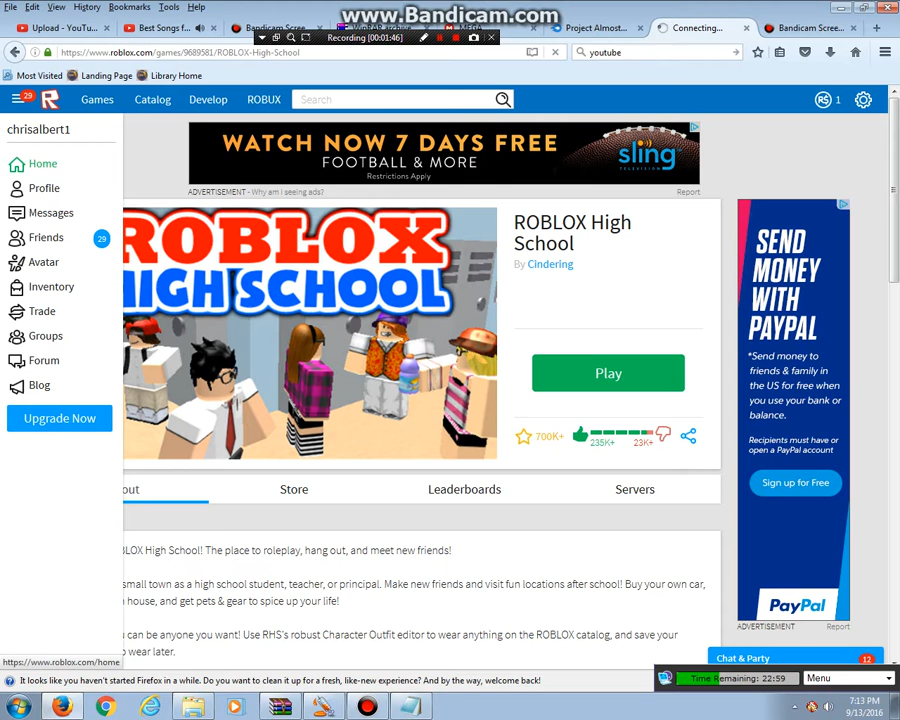 www.Bandicam.com
File Edit View History Bookmarks Tools Help
Upload - YouTu...
Best Songs f...
Bandicam Scree...
Project Almost...
Connecting...
Bandicam Scree...
Recording [00:01:46]
https://www.roblox.com/games/9689581/ROBLOX-High-School
youtube
Most Visited Landing Page Library Home
29
Games Catalog Develop ROBUX Search R$ 1
chrisalbert1
Home
Profile
Messages
Friends 29
Avatar
Inventory
Trade
Groups
Forum
Blog
Upgrade Now
WATCH NOW 7 DAYS FREE
FOOTBALL & MORE
Restrictions Apply
sling
TELEVISION
ADVERTISEMENT - Why am I seeing ads? Report
ROBLOX
HIGH SCHOOL
ROBLOX High
School
By Cindering
Play
700K+ 235K+ 23K+
out Store Leaderboards Servers
BLOX High School! The place to roleplay, hang out, and meet new friends!
small town as a high school student, teacher, or principal. Make new friends and visit fun locations after school! Buy your own car,
house, and get pets & gear to spice up your life!
can be anyone you want! Use RHS's robust Character Outfit editor to wear anything on the ROBLOX catalog, and save your
wear later.
SEND
MONEY
WITH
PAYPAL
*Send money to
friends & family in
the US for free when
you use your bank or
balance.
Recipients must have or
open a PayPal account
Sign up for Free
PayPal
ADVERTISEMENT Report
Chat & Party 12
https://www.roblox.com/home
It looks like you haven't started Firefox in a while. Do you want to clean it up for a fresh, like-new experience? And by the way, welcome back!
Time Remaining: 22:59 Menu
7:13 PM
9/13/2016